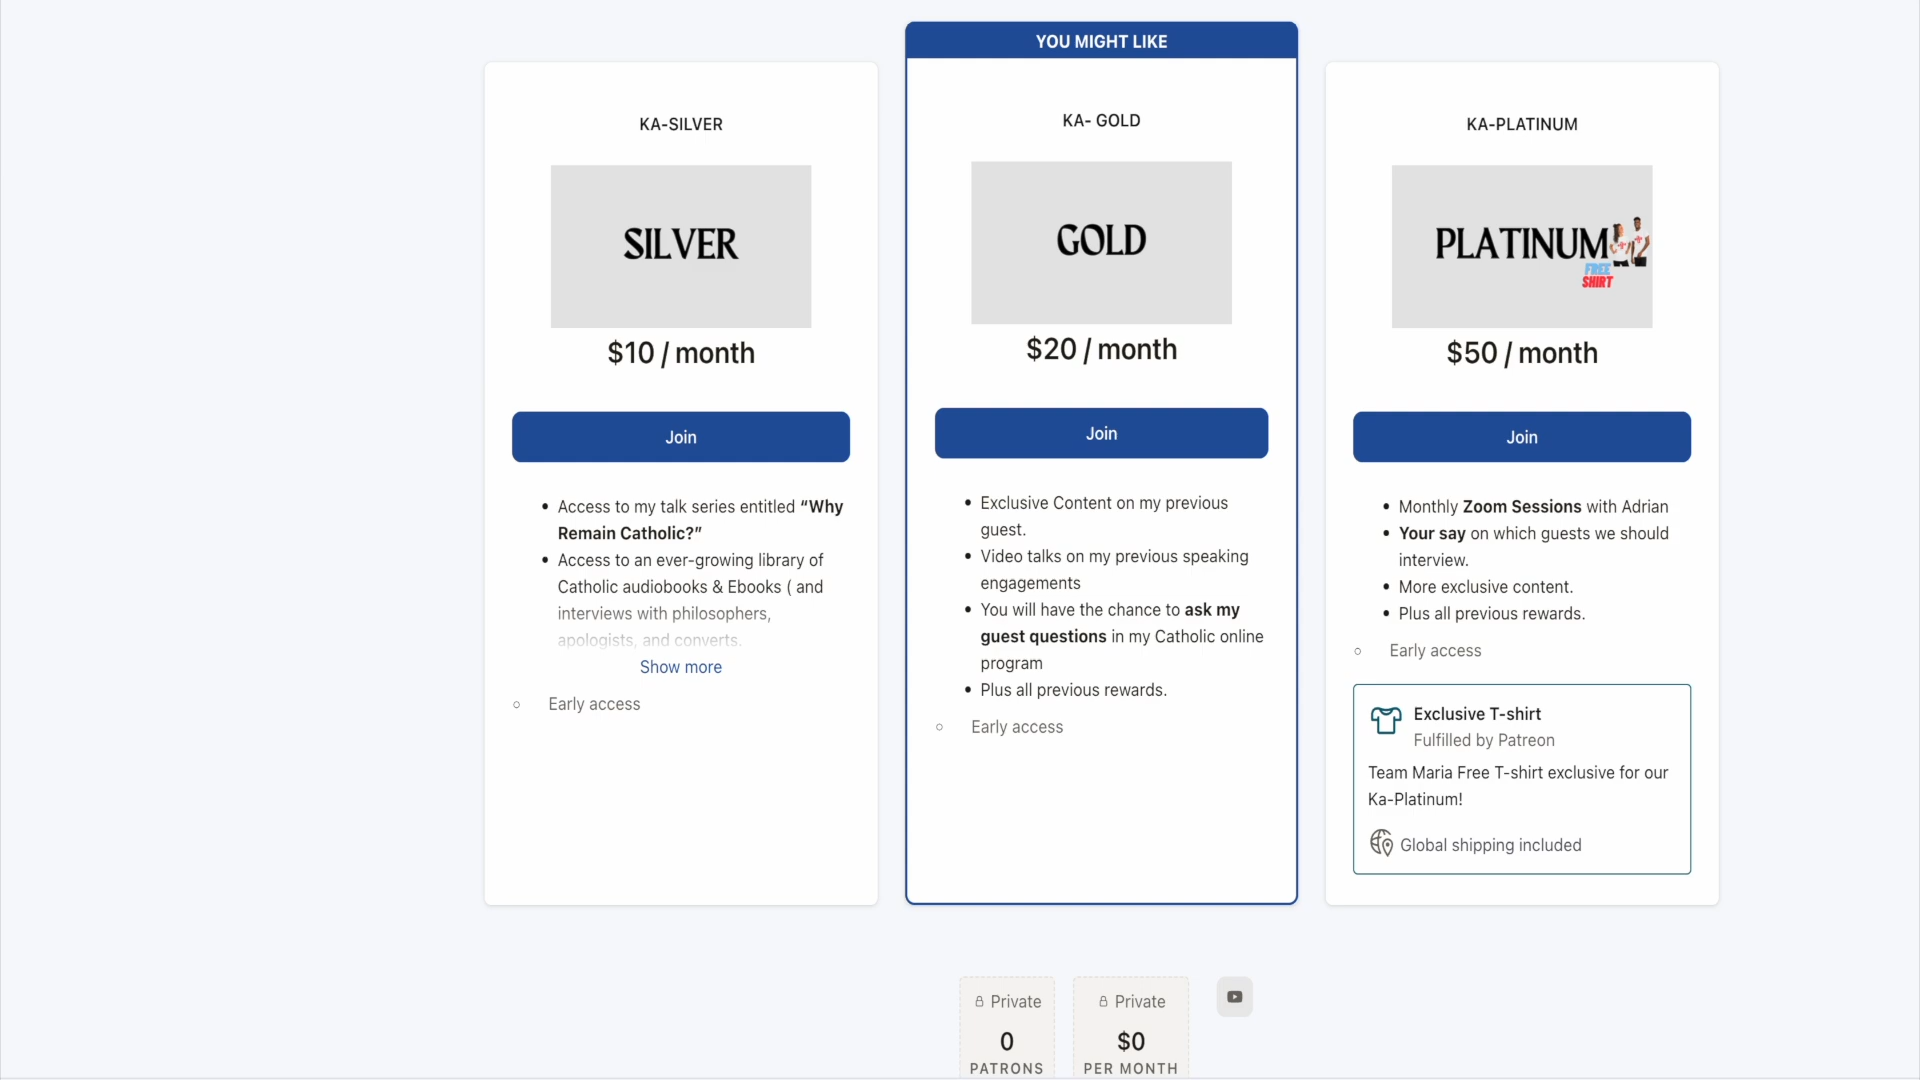 YOU MIGHT LIKE
KA-SILVER
SILVER
$10 / month
Join
• Access to my talk series entitled “Why
Remain Catholic?”
• Access to an ever-growing library of
Catholic audiobooks & Ebooks ( and
interviews with philosophers,
apologists, and converts.
Show more
Early access
KA- GOLD
GOLD
$20 / month
Join
• Exclusive Content on my previous
guest.
• Video talks on my previous speaking
engagements
• You will have the chance to ask my
guest questions in my Catholic online
program
• Plus all previous rewards.
Early access
KA-PLATINUM
PLATINUM
FREE
SHIRT
$50 / month
Join
• Monthly Zoom Sessions with Adrian
• Your say on which guests we should
interview.
• More exclusive content.
• Plus all previous rewards.
Early access
Exclusive T-shirt
Fulfilled by Patreon
Team Maria Free T-shirt exclusive for our
Ka-Platinum!
Global shipping included
Private
0
PATRONS
Private
$0
PER MONTH